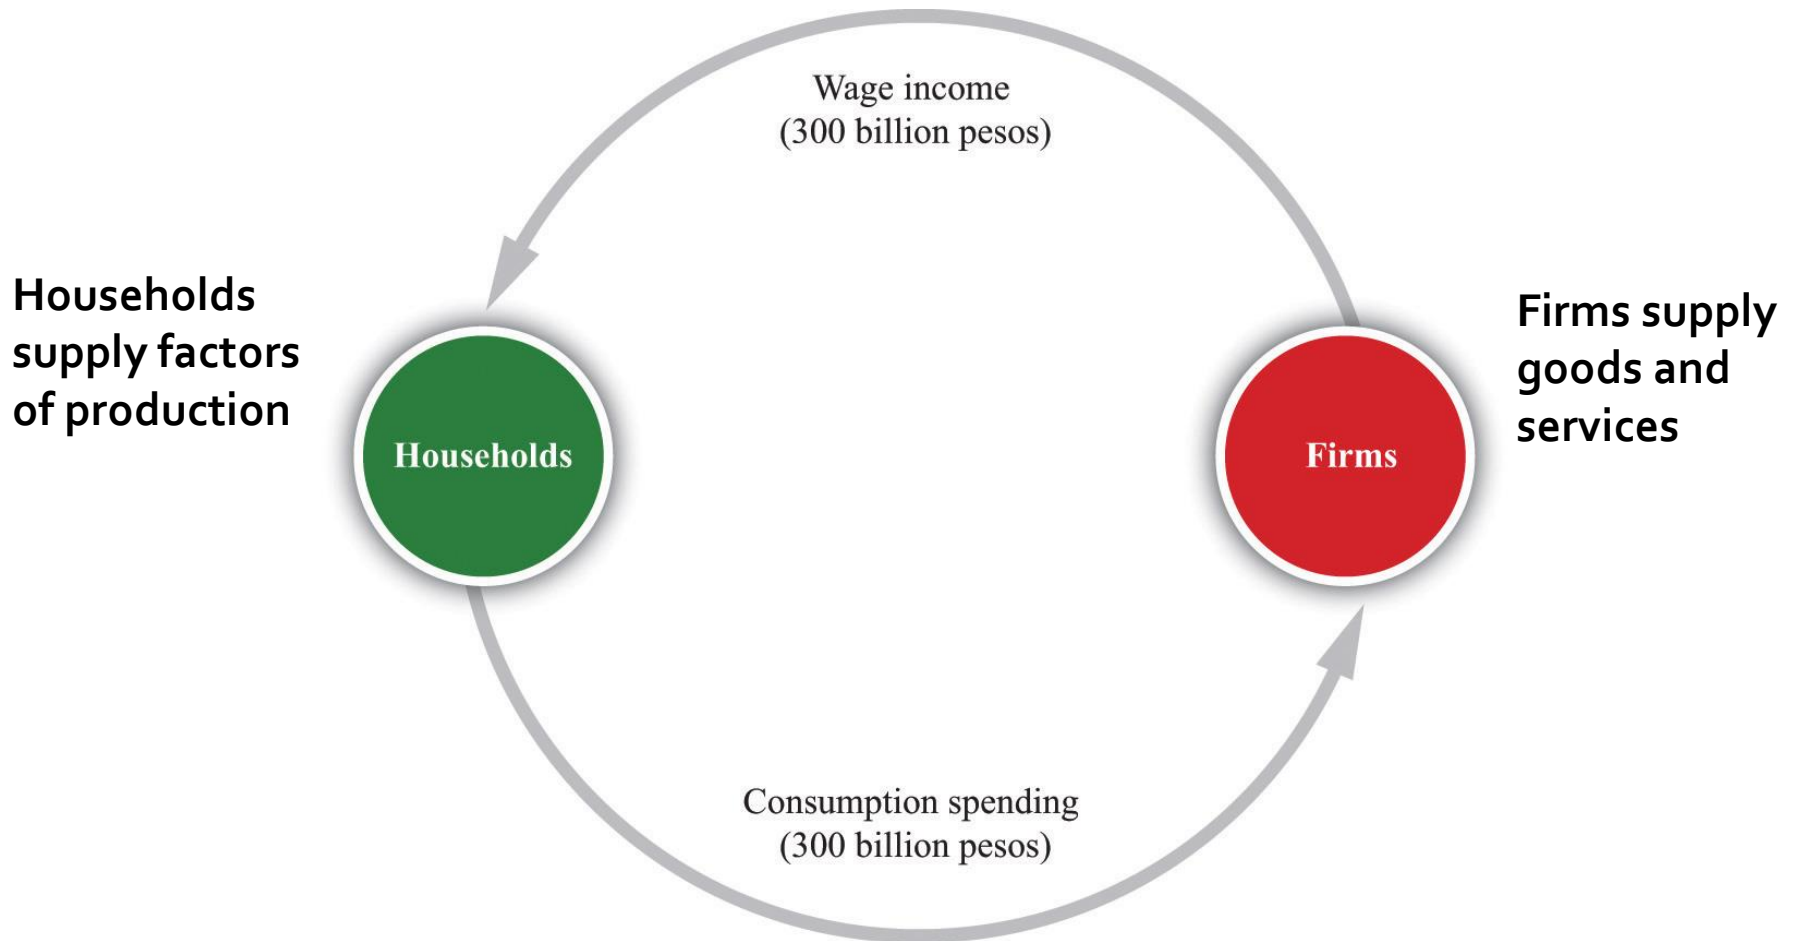 Wage income
(300 billion pesos)
Households
supply factors
of production
Firms supply
goods and
services
Households
Firms
Consumption spending
(300 billion pesos)